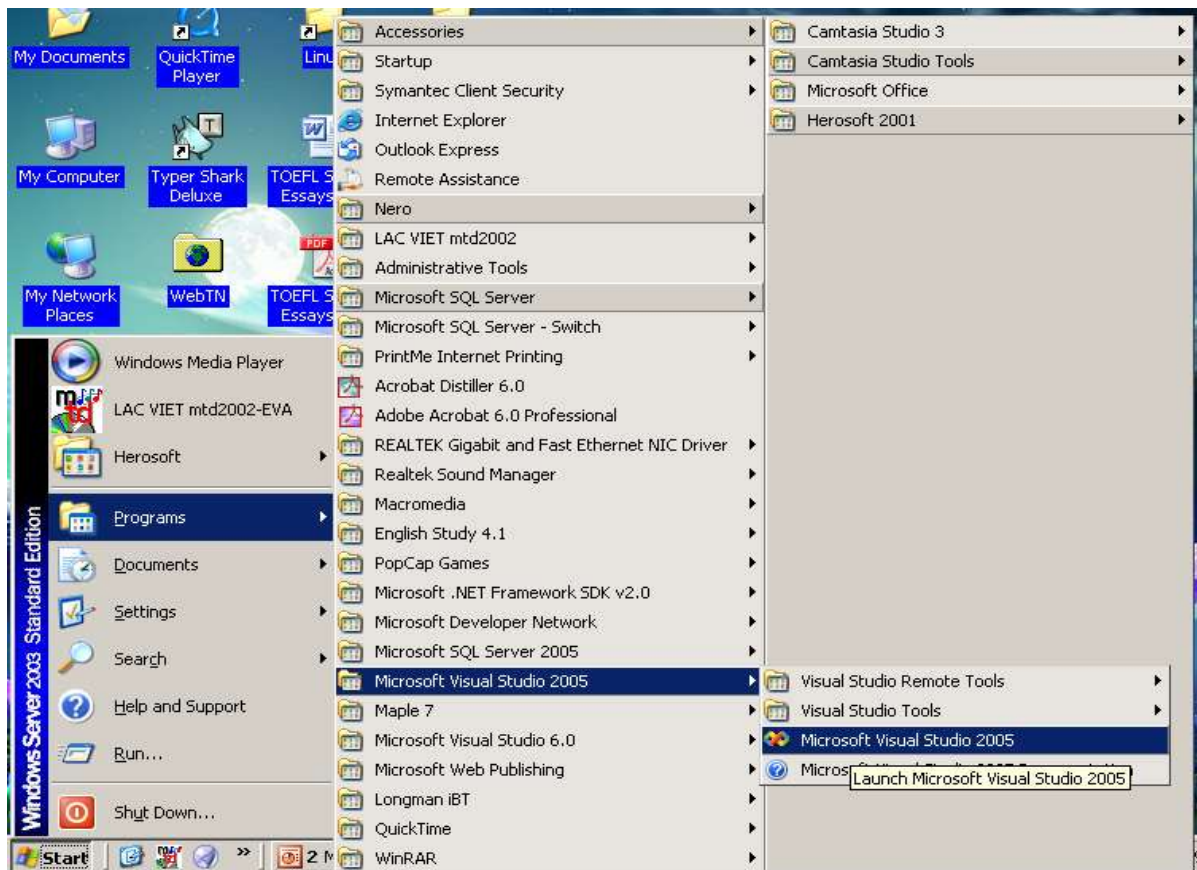 My Documents
QuickTime
Player
My Computer
Typer Shark
Deluxe
TOEFL S
Essays
My Network
Places
WebTN
PDF
TOEFL S
Essays
Windows Server 2003 Standard Edition
Windows Media Player
LAC VIET mtd2002-EVA
Herosoft
Programs
Documents
Settings
Search
Help and Support
Run...
Shut Down...
Start
Accessories
Startup
Symantec Client Security
Internet Explorer
Outlook Express
Remote Assistance
Nero
LAC VIET mtd2002
Administrative Tools
Microsoft SQL Server
Microsoft SQL Server - Switch
PrintMe Internet Printing
Acrobat Distiller 6.0
Adobe Acrobat 6.0 Professional
REALTEK Gigabit and Fast Ethernet NIC Driver
Realtek Sound Manager
Macromedia
English Study 4.1
PopCap Games
Microsoft .NET Framework SDK v2.0
Microsoft Developer Network
Microsoft SQL Server 2005
Microsoft Visual Studio 2005
Maple 7
Microsoft Visual Studio 6.0
Microsoft Web Publishing
Longman iBT
QuickTime
WinRAR
Camtasia Studio 3
Camtasia Studio Tools
Microsoft Office
Herosoft 2001
Visual Studio Remote Tools
Visual Studio Tools
Microsoft Visual Studio 2005
Launch Microsoft Visual Studio 2005